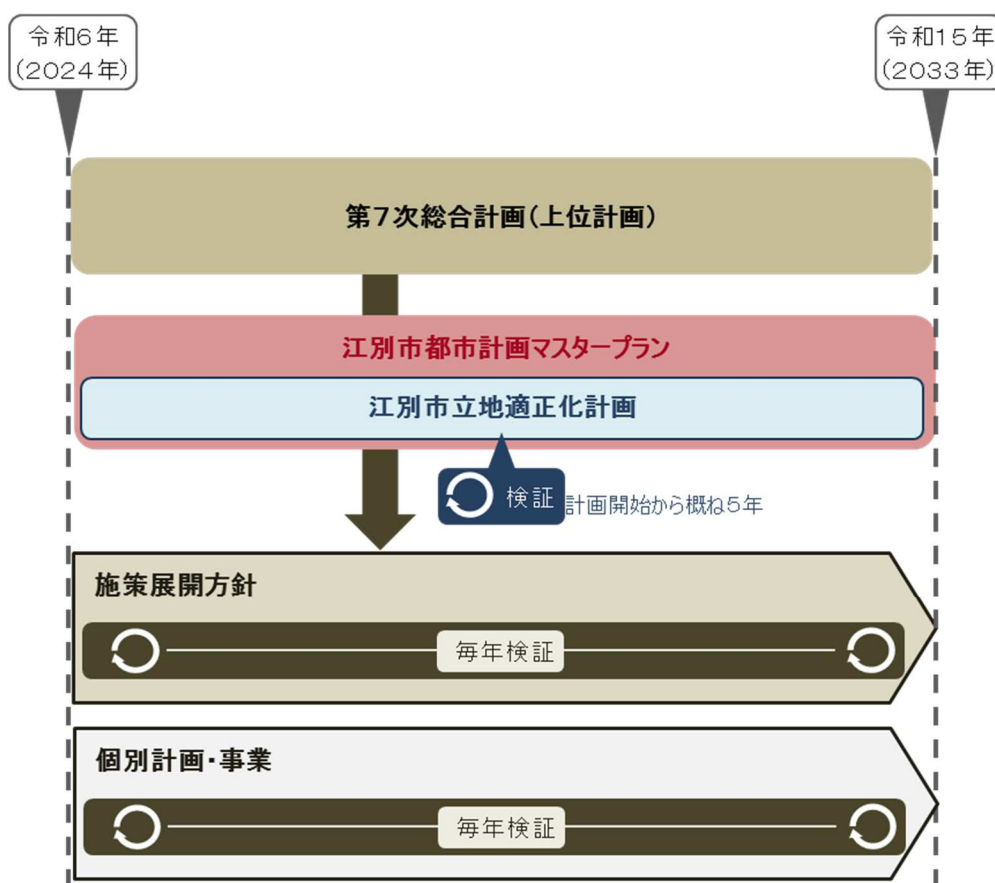 令和6年
(2024年)
令和15年
(2033年)
第7次総合計画(上位計画)
江別市都市計画マスタープラン
江別市立地適正化計画
検証
計画開始から概ね5年
施策展開方針
毎年検証
個別計画・事業
毎年検証